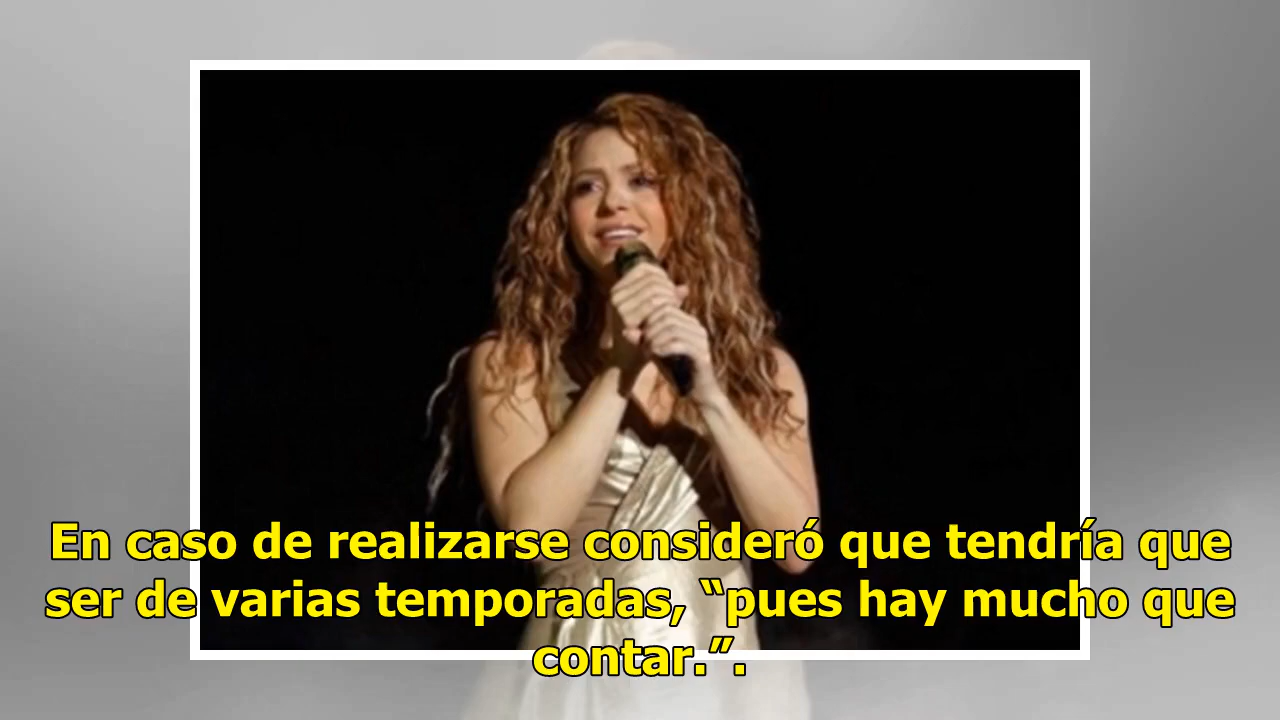 En caso de realizarse consideró que tendría que
ser de varias temporadas, “pues hay mucho que
contar.”.